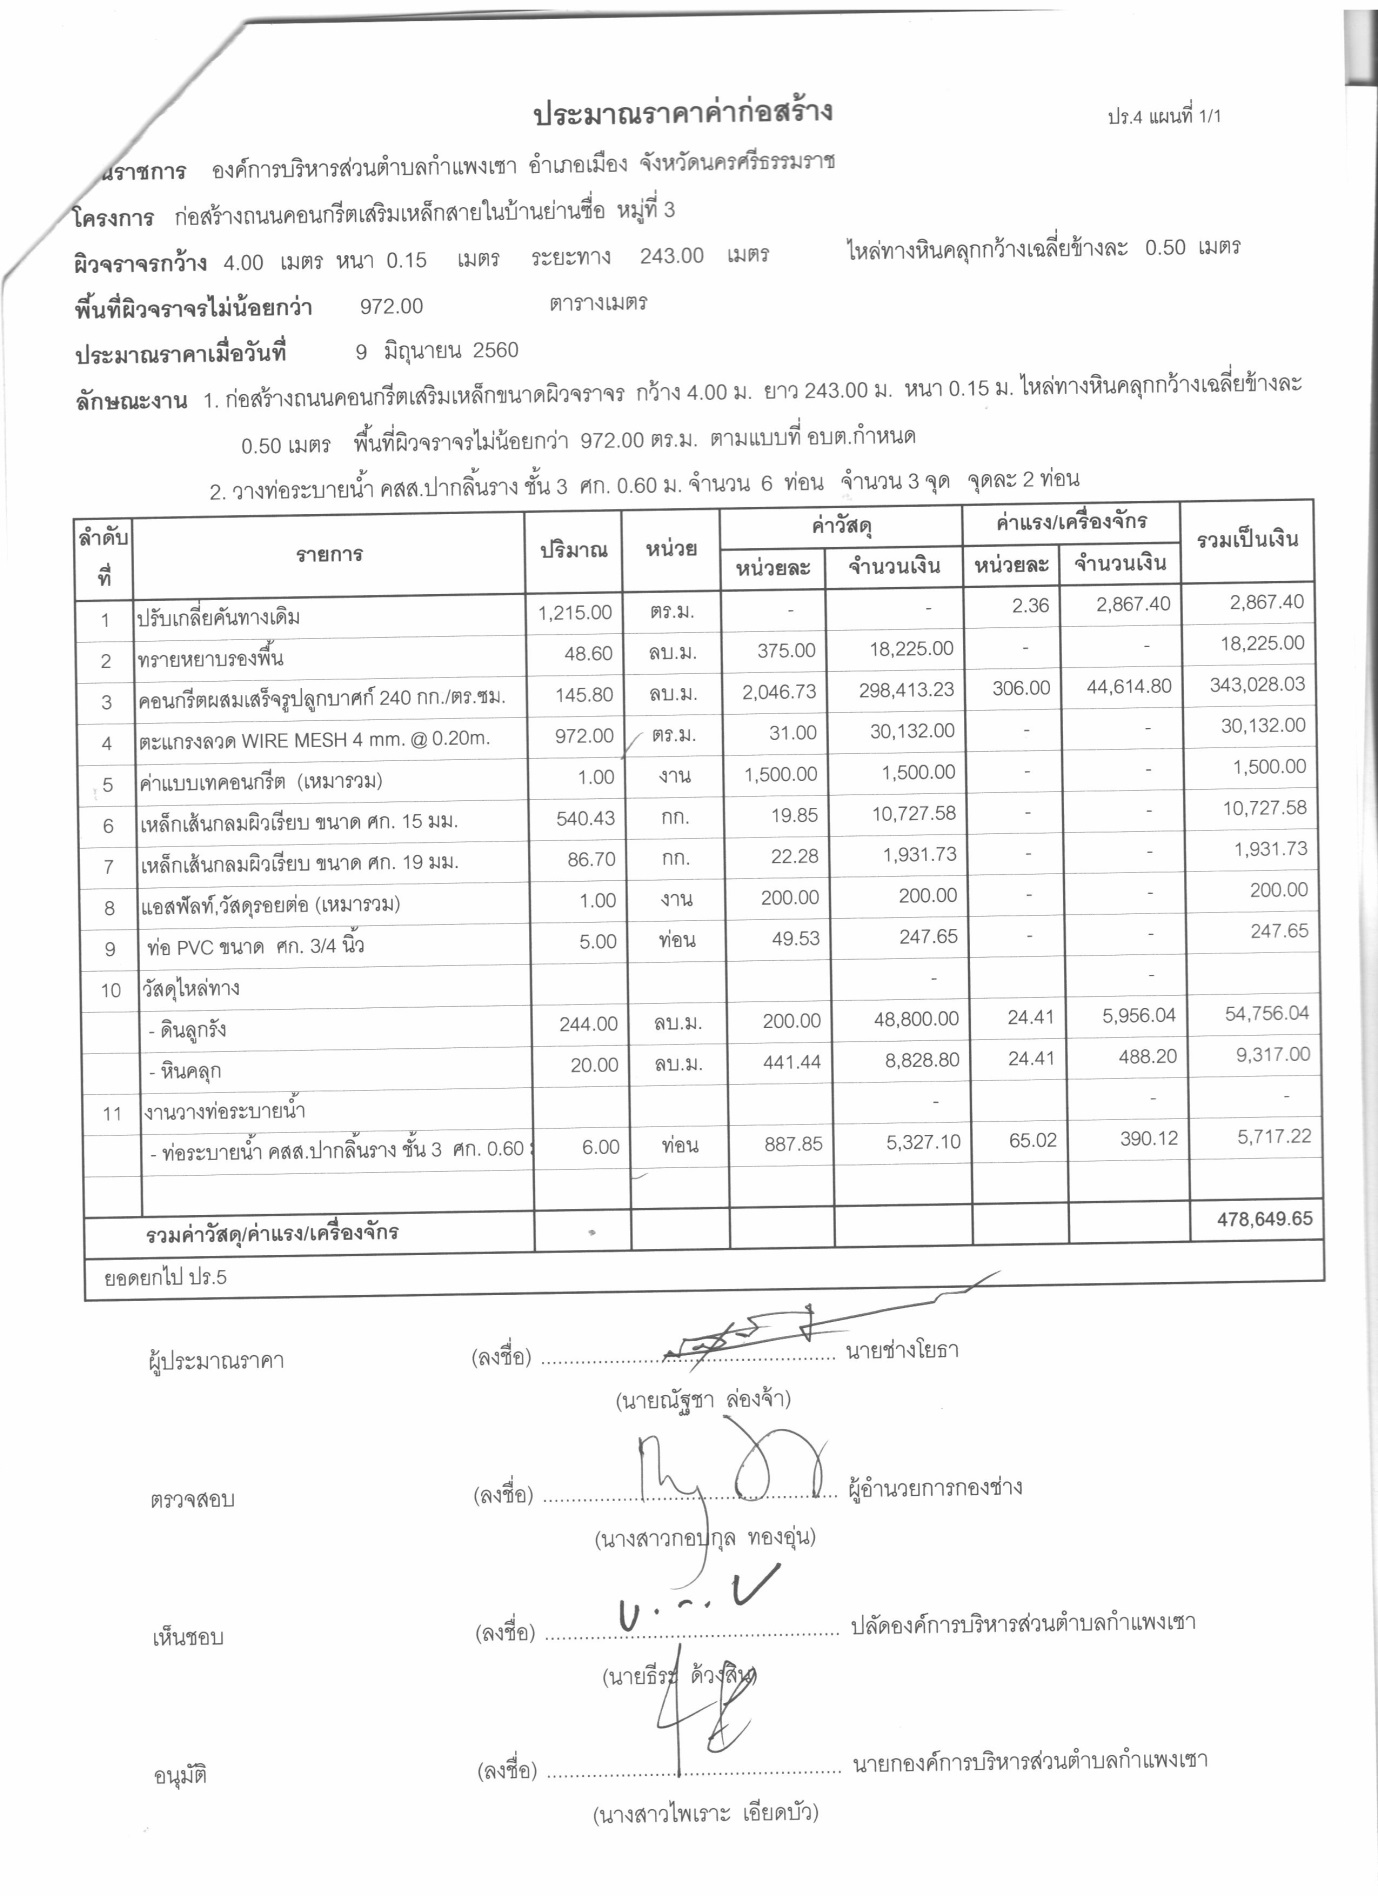 ประมาณราคาค่าก่อสร้าง
ปร.4 แผนที่ 1/1
นราชการ องค์การบริหารส่วนตำบลกำแพงเซา อำเภอเมือง จังหวัดนครศรีธรรมราช
โครงการ ก่อสร้างถนนคอนกรีตเสริมเหล็กสายในบ้านย่านซื่อ หมู่ที่ 3
ผิวจราจรกว้าง 4.00 เมตร หนา 0.15 เมตร ระยะทาง 243.00 เมตร ไหล่ทางหินคลุกกว้างเฉลี่ยข้างละ 0.50 เมตร
พื้นที่ผิวจราจรไม่น้อยกว่า 972.00 ตารางเมตร
ประมาณราคาเมื่อวันที่ 9 มิถุนายน 2560
ลักษณะงาน 1. ก่อสร้างถนนคอนกรีตเสริมเหล็กขนาดผิวจราจร กว้าง 4.00 ม. ยาว 243.00 ม. หนา 0.15 ม. ไหล่ทางหินคลุกกว้างเฉลี่ยข้างละ
0.50 เมตร พื้นที่ผิวจราจรไม่น้อยกว่า 972.00 ตร.ม. ตามแบบที่ อบต.กำหนด
2. วางท่อระบายน้ำ คสส.ปากลิ้นราง ชั้น 3 ศก. 0.60 ม. จำนวน 6 ท่อน จำนวน 3 จุด จุดละ 2 ท่อน
ลำดับที่ รายการ ปริมาณ หน่วย ค่าวัสดุ ค่าแรง/เครื่องจักร รวมเป็นเงิน
หน่วยละ จำนวนเงิน หน่วยละ จำนวนเงิน
1 ปรับเกลี่ยคันทางเดิม 1,215.00 ตร.ม. - - 2.36 2,867.40 2,867.40
2 ทรายหยาบรองพื้น 48.60 ลบ.ม. 375.00 18,225.00 - - 18,225.00
3 คอนกรีตผสมเสร็จรูปลูกบาศก์ 240 กก./ตร.ซม. 145.80 ลบ.ม. 2,046.73 298,413.23 306.00 44,614.80 343,028.03
4 ตะแกรงลวด WIRE MESH 4 mm. @ 0.20m. 972.00 ตร.ม. 31.00 30,132.00 - - 30,132.00
5 ค่าแบบเทคอนกรีต (เหมารวม) 1.00 งาน 1,500.00 1,500.00 - - 1,500.00
6 เหล็กเส้นกลมผิวเรียบ ขนาด ศก. 15 มม. 540.43 กก. 19.85 10,727.58 - - 10,727.58
7 เหล็กเส้นกลมผิวเรียบ ขนาด ศก. 19 มม. 86.70 กก. 22.28 1,931.73 - - 1,931.73
8 แอสฟัลท์,วัสดุรอยต่อ (เหมารวม) 1.00 งาน 200.00 200.00 - - 200.00
9 ท่อ PVC ขนาด ศก. 3/4 นิ้ว 5.00 ท่อน 49.53 247.65 - - 247.65
10 วัสดุไหล่ทาง - -
- ดินลูกรัง 244.00 ลบ.ม. 200.00 48,800.00 24.41 5,956.04 54,756.04
- หินคลุก 20.00 ลบ.ม. 441.44 8,828.80 24.41 488.20 9,317.00
11 งานวางท่อระบายน้ำ - - -
- ท่อระบายน้ำ คสส.ปากลิ้นราง ชั้น 3 ศก. 0.60 6.00 ท่อน 887.85 5,327.10 65.02 390.12 5,717.22
รวมค่าวัสดุ/ค่าแรง/เครื่องจักร 478,649.65
ยอดยกไป ปร.5
ผู้ประมาณราคา (ลงชื่อ) ................ นายช่างโยธา
(นายณัฐชา ล่องจ้า)
ตรวจสอบ (ลงชื่อ) ................ ผู้อำนวยการกองช่าง
(นางสาวกอบกุล ทองอุ่น)
เห็นชอบ (ลงชื่อ) ................ ปลัดองค์การบริหารส่วนตำบลกำแพงเซา
(นายธีระ ด้วงสิน)
อนุมัติ (ลงชื่อ) ................ นายกองค์การบริหารส่วนตำบลกำแพงเซา
(นางสาวไพเราะ เอียดบัว)